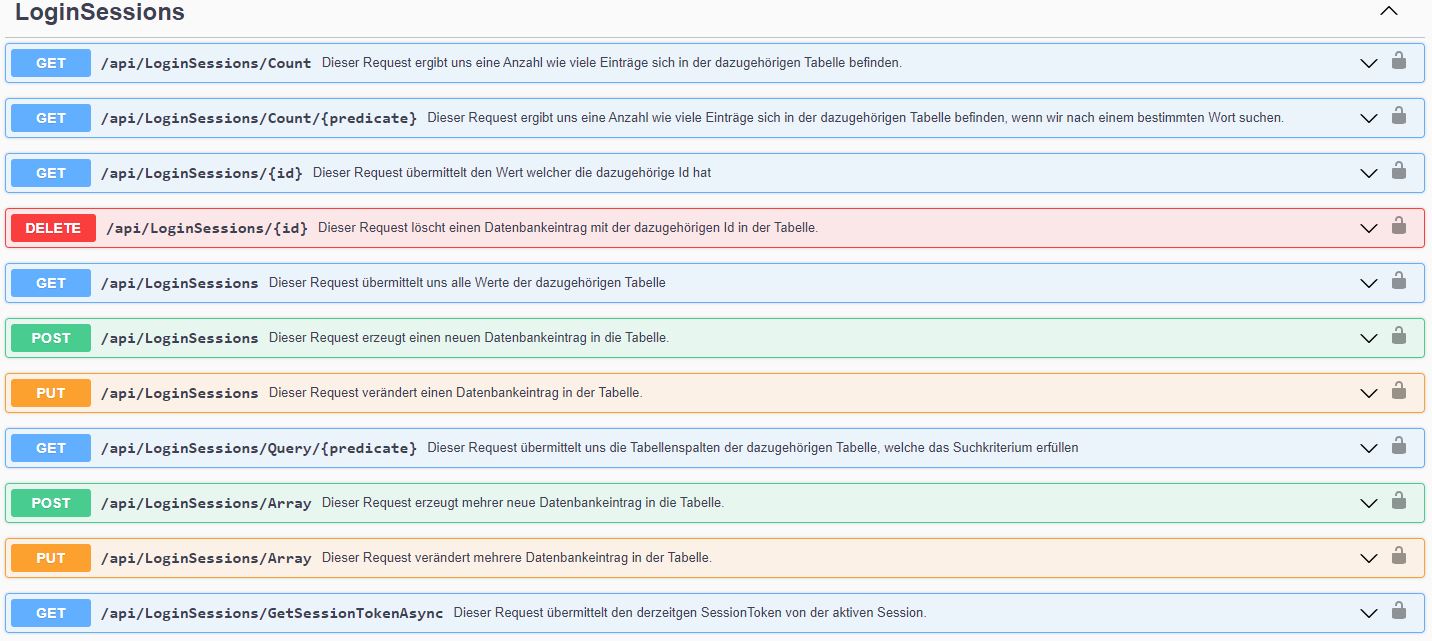 LoginSessions
GET /api/LoginSessions/Count Dieser Request ergibt uns eine Anzahl wie viele Einträge sich in der dazugehörigen Tabelle befinden.
GET /api/LoginSessions/Count/{predicate} Dieser Request ergibt uns eine Anzahl wie viele Einträge sich in der dazugehörigen Tabelle befinden, wenn wir nach einem bestimmten Wort suchen.
GET /api/LoginSessions/{id} Dieser Request übermittelt den Wert welcher die dazugehörige Id hat
DELETE /api/LoginSessions/{id} Dieser Request löscht einen Datenbankeintrag mit der dazugehörigen Id in der Tabelle.
GET /api/LoginSessions Dieser Request übermittelt uns alle Werte der dazugehörigen Tabelle
POST /api/LoginSessions Dieser Request erzeugt einen neuen Datenbankeintrag in die Tabelle.
PUT /api/LoginSessions Dieser Request verändert einen Datenbankeintrag in der Tabelle.
GET /api/LoginSessions/Query/{predicate} Dieser Request übermittelt uns die Tabellenspalten der dazugehörigen Tabelle, welche das Suchkriterium erfüllen
POST /api/LoginSessions/Array Dieser Request erzeugt mehrer neue Datenbankeintrag in die Tabelle.
PUT /api/LoginSessions/Array Dieser Request verändert mehrere Datenbankeintrag in der Tabelle.
GET /api/LoginSessions/GetSessionTokenAsync Dieser Request übermittelt den derzeitgen SessionToken von der aktiven Session.